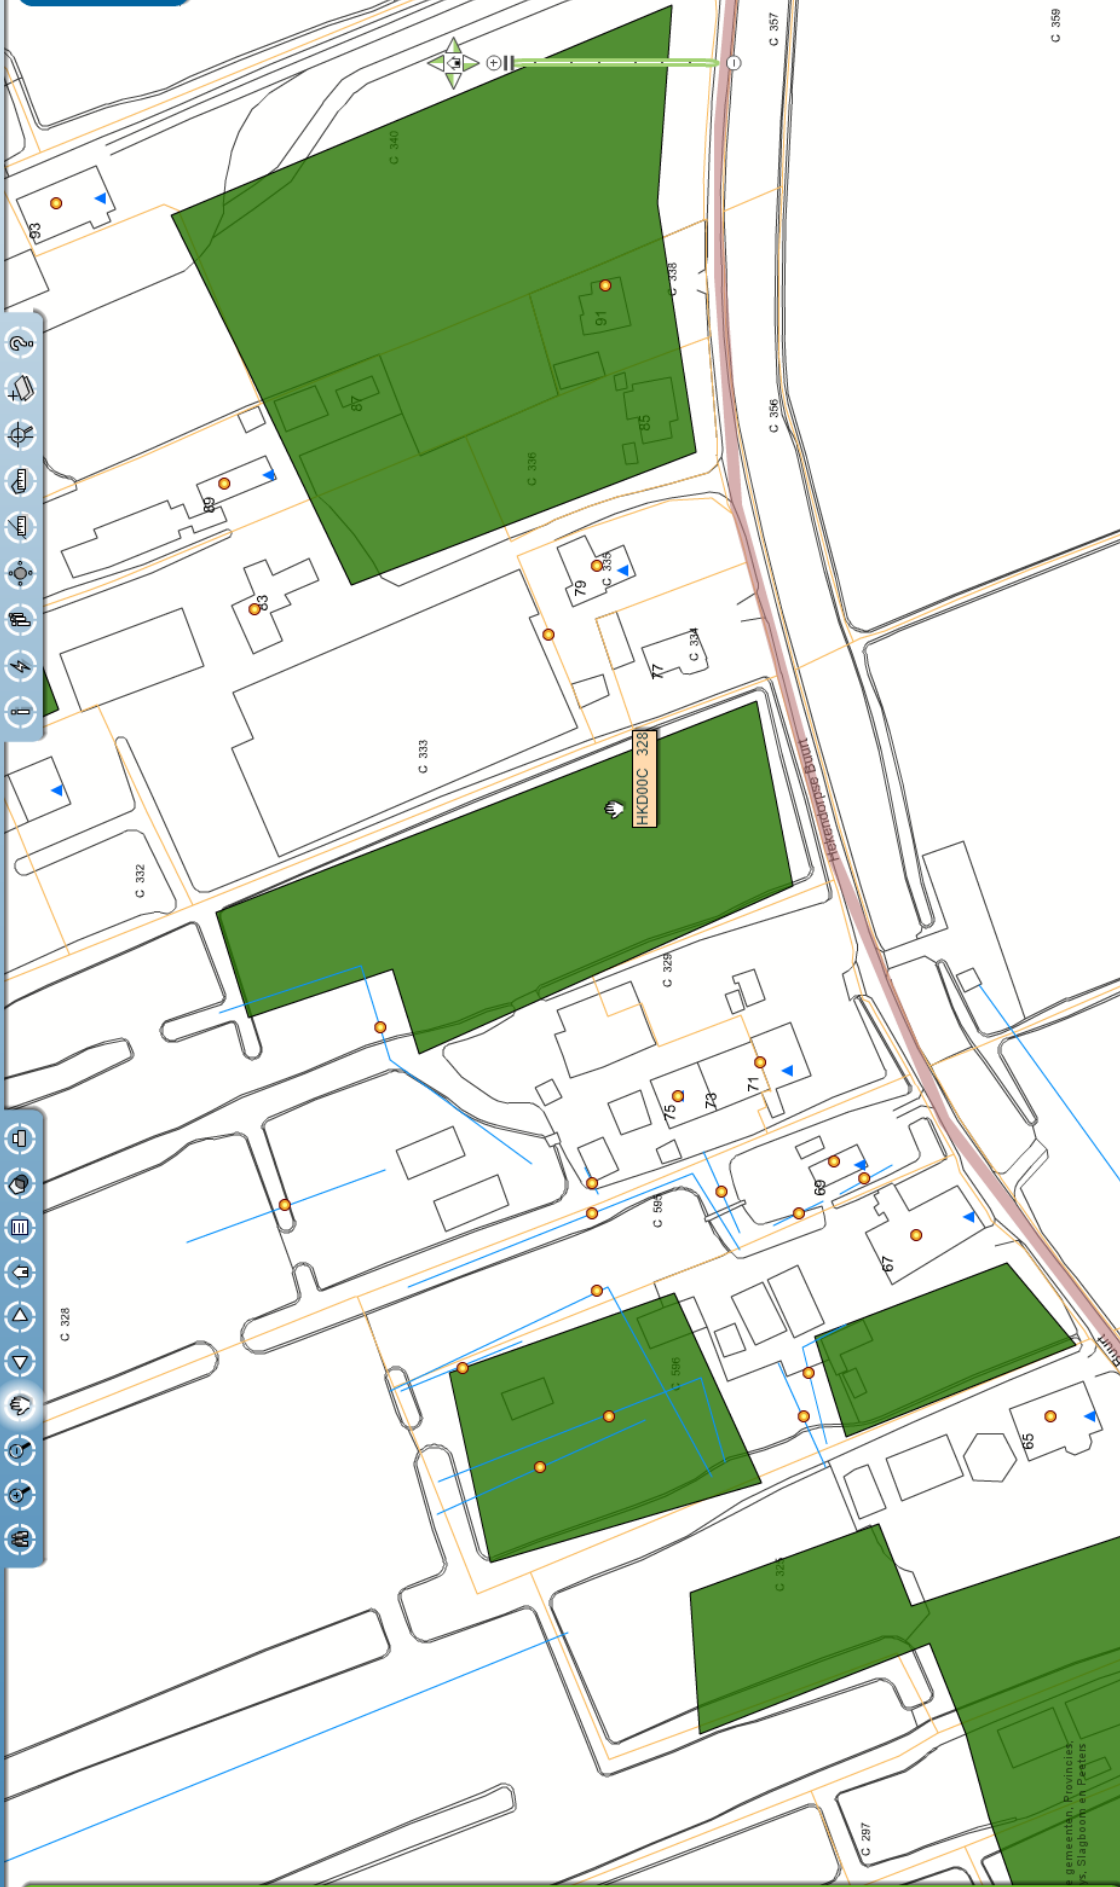 C 357
C 359
C 340
93
C 338
91
87
85
C 356
C 336
89
79
C 335
83
C 334
77
HKD00C 328
C 333
Hekendorpse Buurt
C 332
C 329
75
73
71
69
C 595
67
C 328
Buurt
C 596
65
C 325
C 297
gemeenten, Provincies,
Slagboom en Peeters